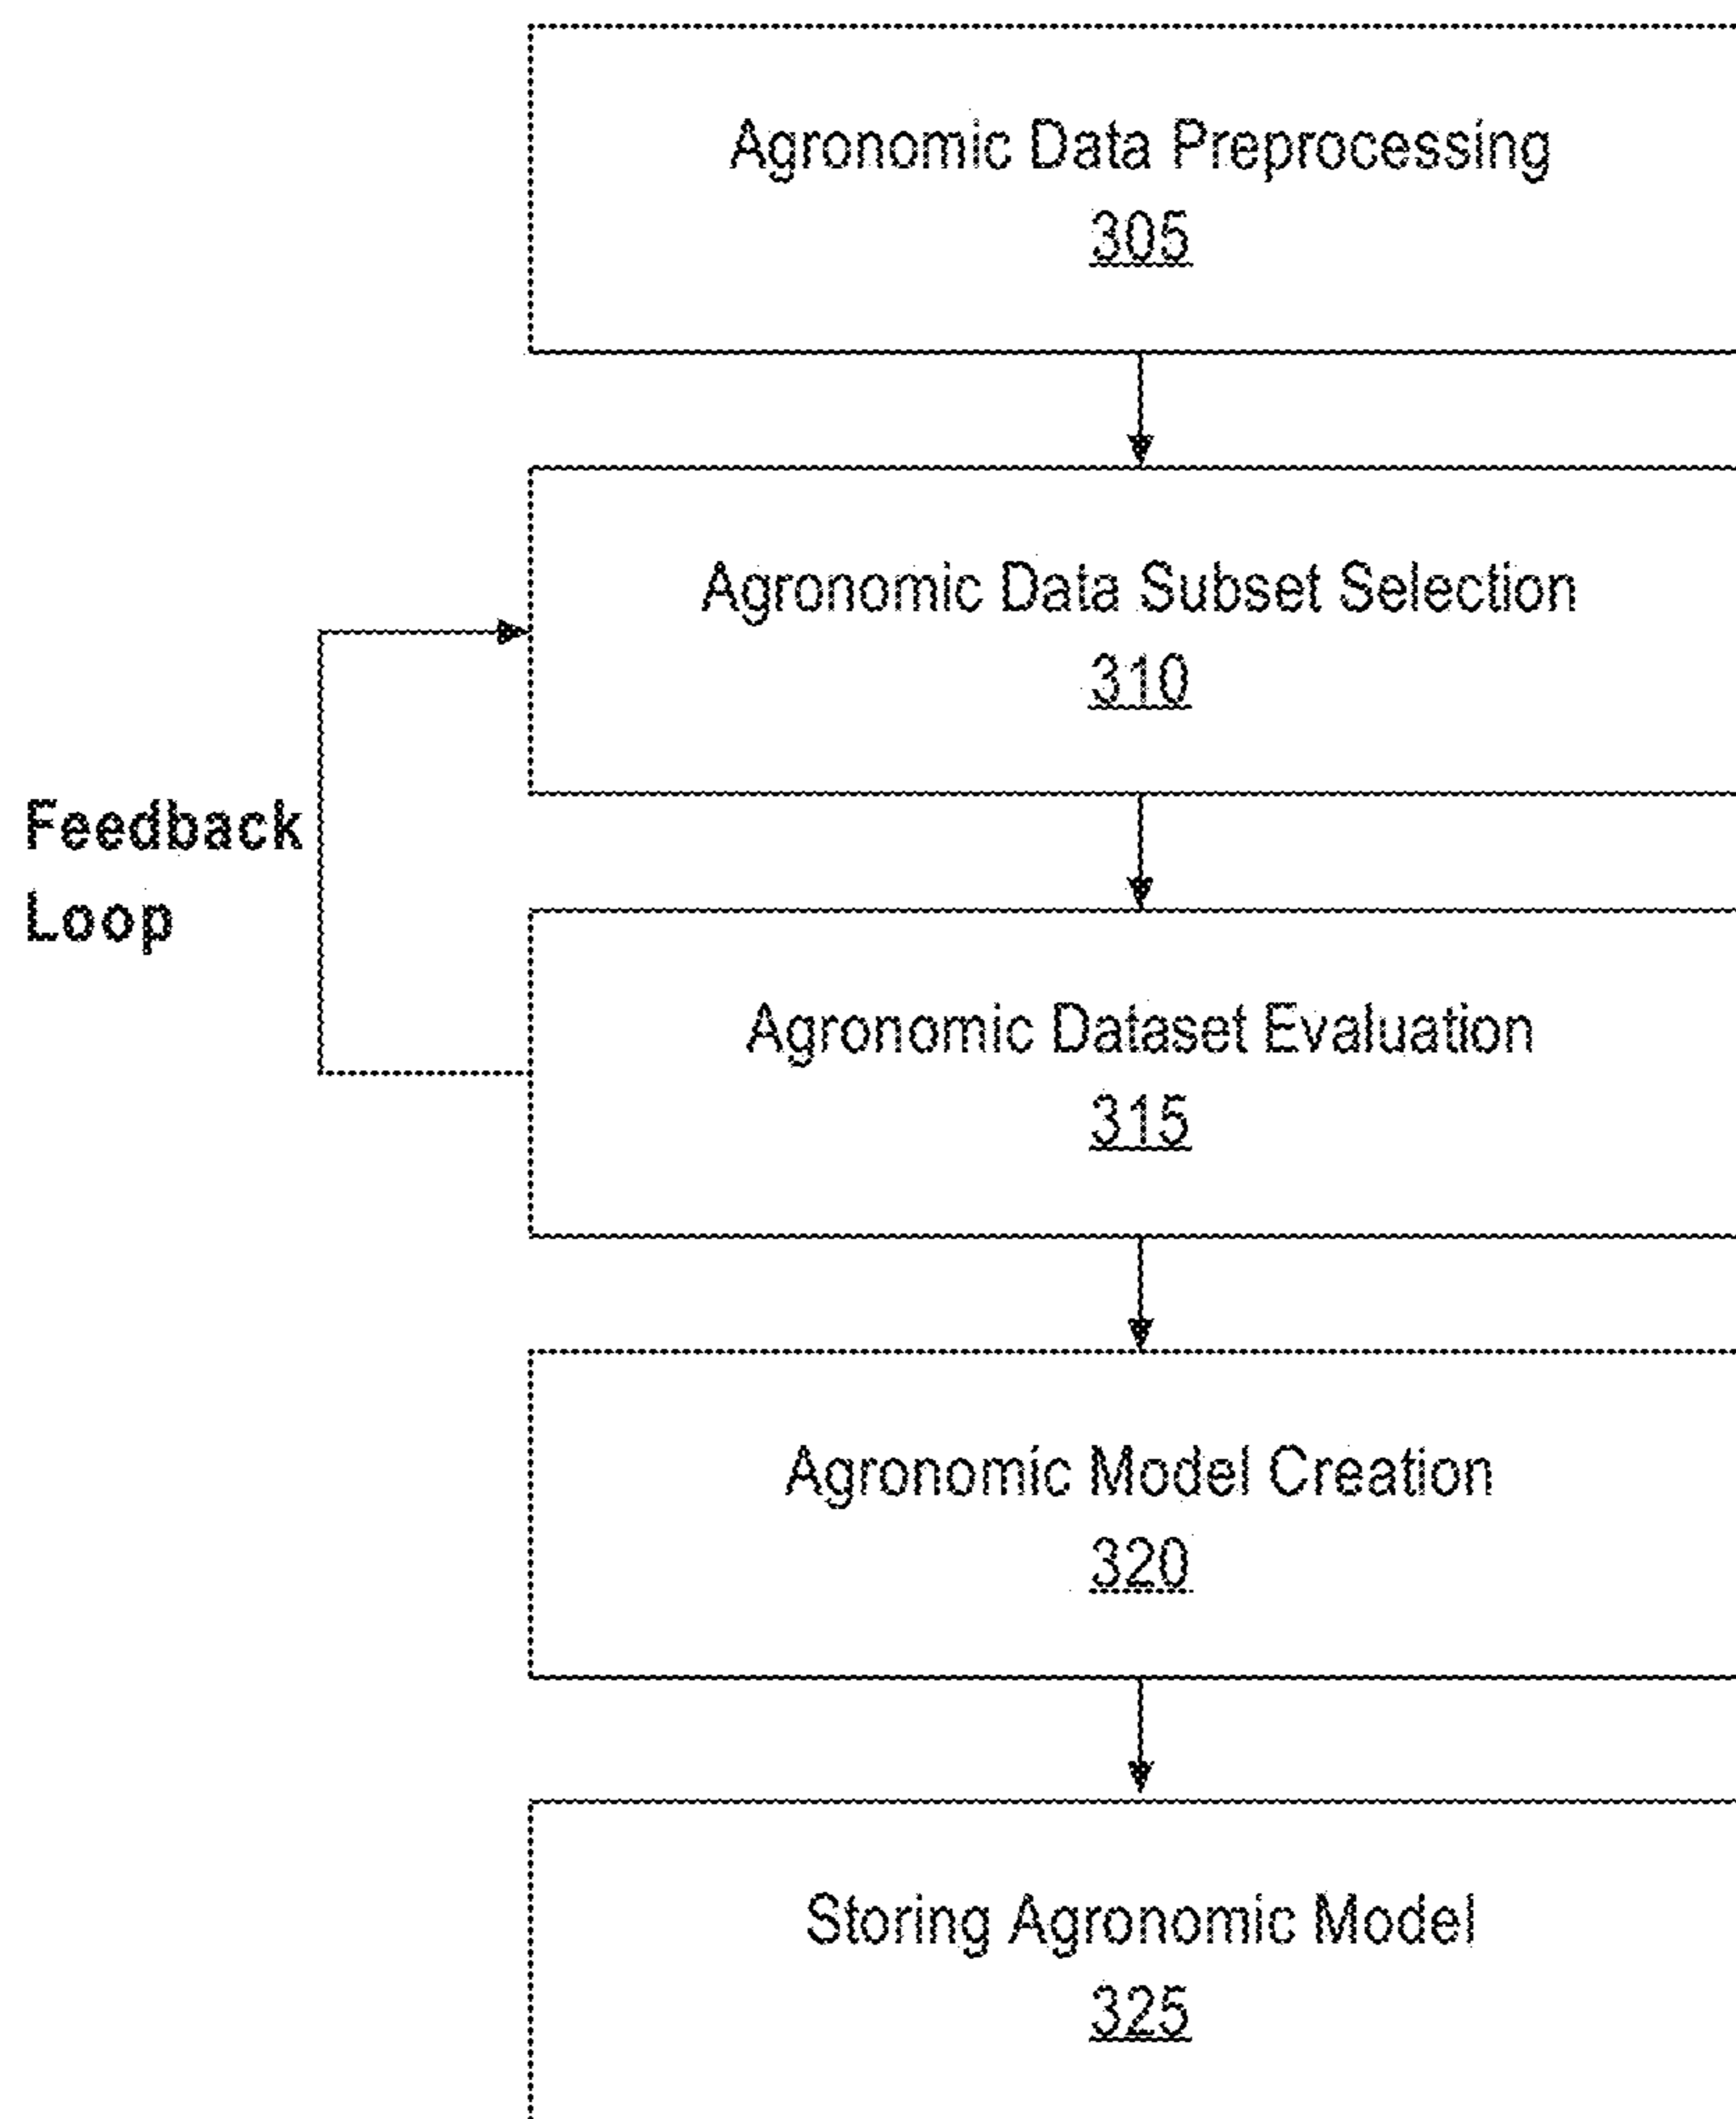 Agronomic Data Preprocessing
305
Agronomic Data Subset Selection
310
Feedback
Loop
Agronomic Dataset Evaluation
315
Agronomic Model Creation
320
Storing Agronomic Model
325